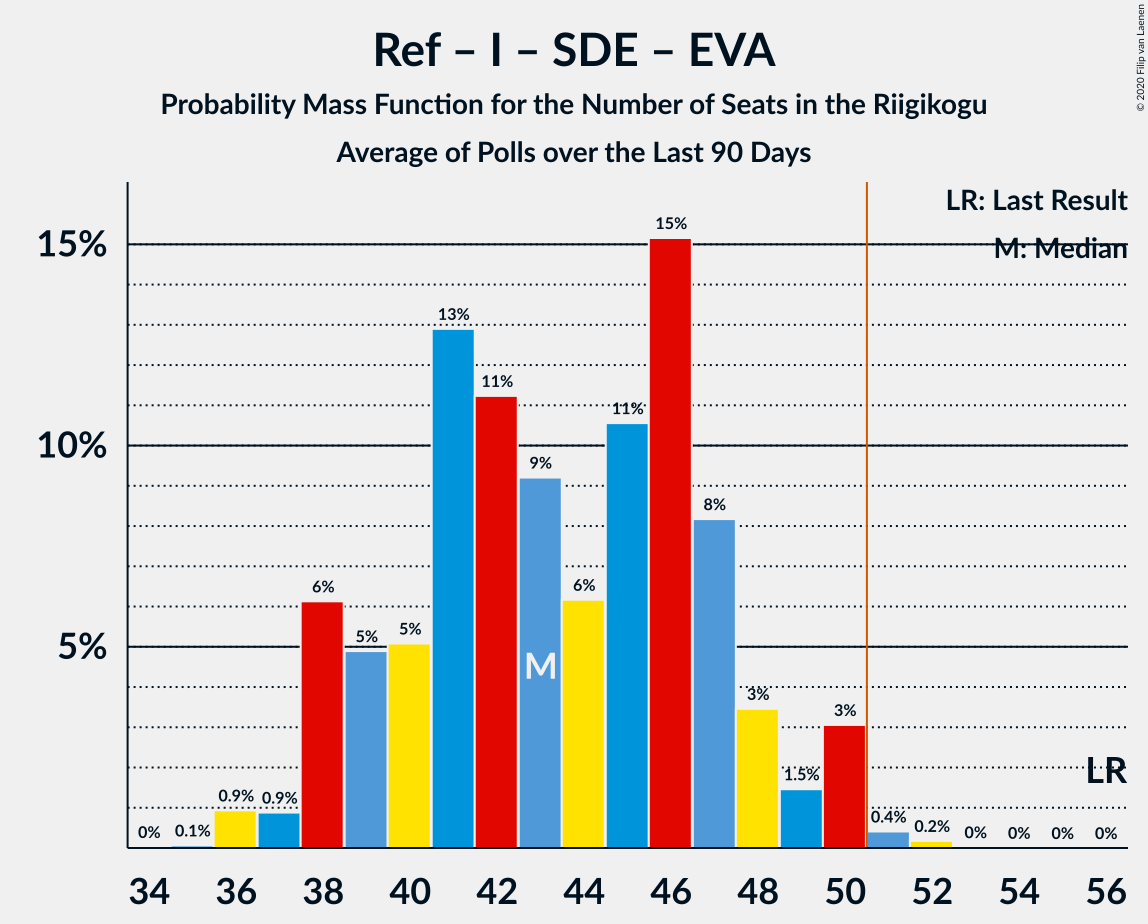 Ref – I – SDE – EVA
Probability Mass Function for the Number of Seats in the Riigikogu
Average of Polls over the Last 90 Days
© 2020 Filip van Laenen
LR: Last Result
M: Median
15%
10%
5%
0%
0.1%
0.9%
0.9%
6%
5%
5%
13%
11%
9%
6%
11%
15%
8%
3%
1.5%
3%
0.4%
0.2%
0%
0%
0%
0%
M
LR
34 36 38 40 42 44 46 48 50 52 54 56